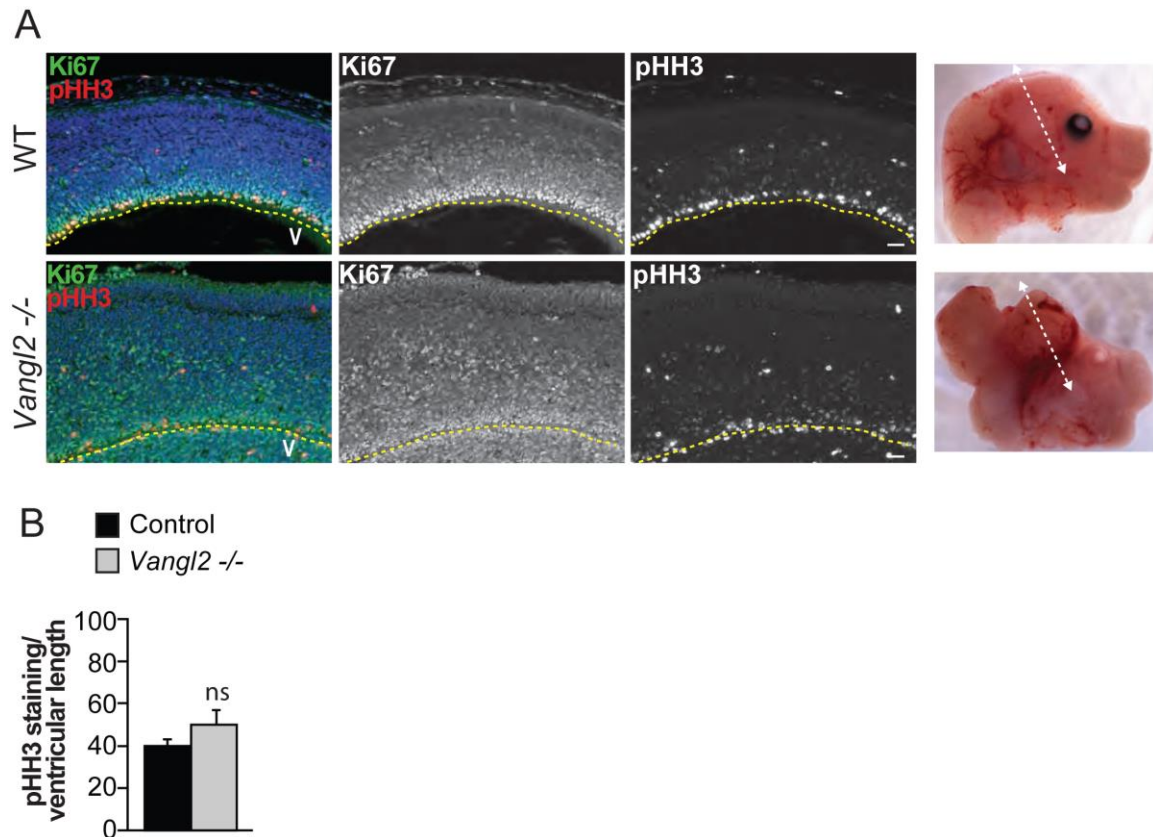 A
Ki67
pHH3
Ki67
pHH3
WT
V
Ki67
pHH3
Ki67
pHH3
Vangl2 -/-
V
B
Control
Vangl2 -/-
pHH3 staining/
ventricular length
100
80
60
40
20
0
ns